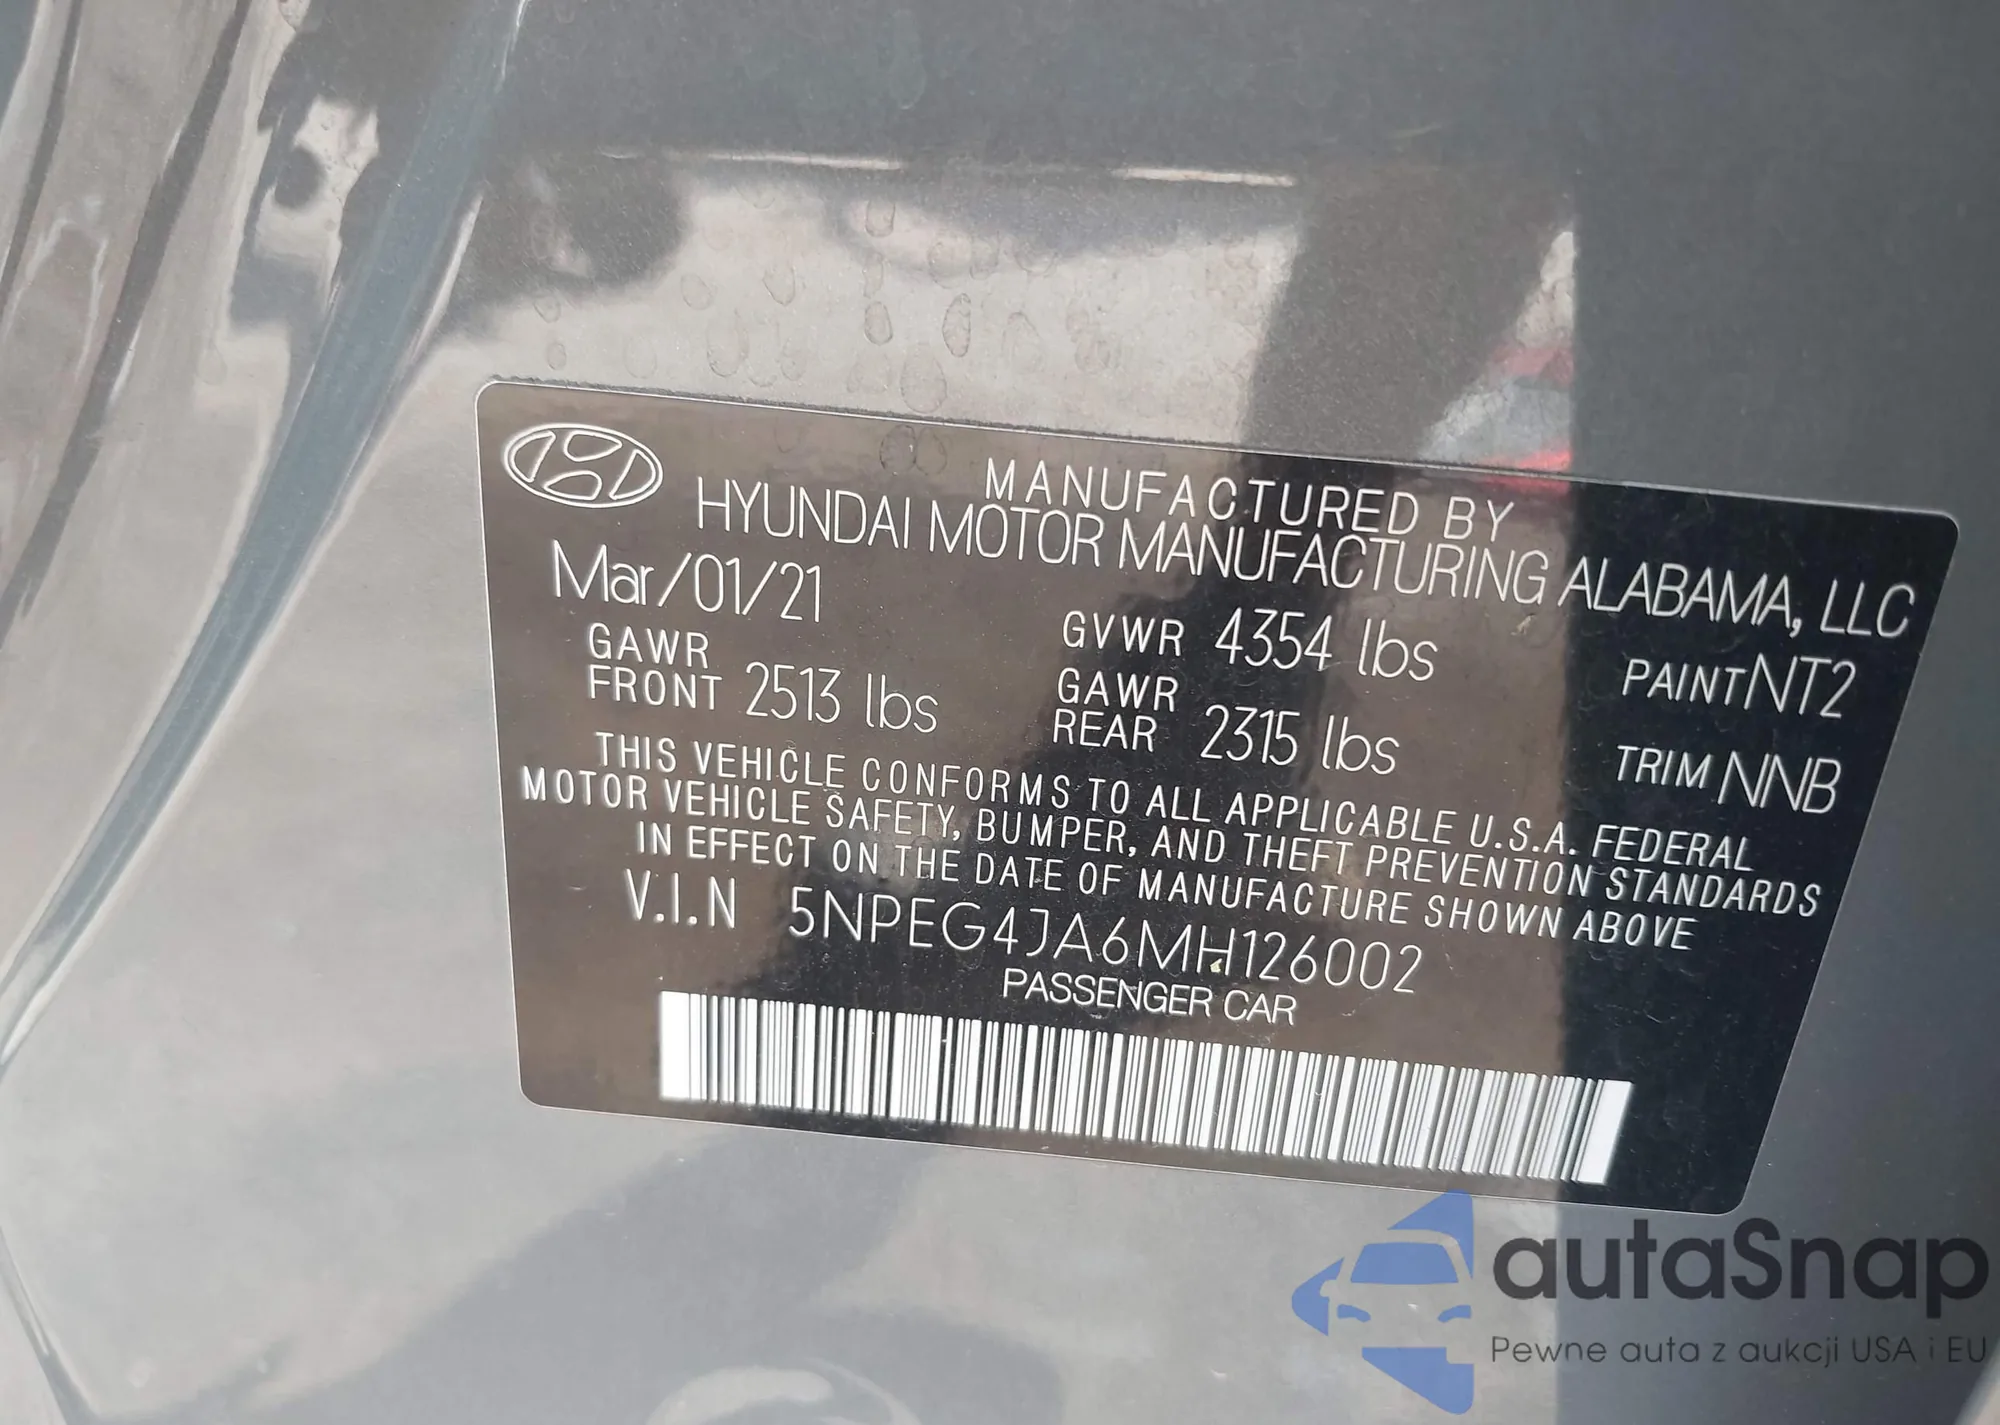 MANUFACTURED BY
HYUNDAI MOTOR MANUFACTURING ALABAMA, LLC
Mar/01/21
GVWR 4354 lbs
PAINT NT2
GAWR
FRONT 2513 lbs
GAWR
REAR 2315 lbs
TRIM NNB
THIS VEHICLE CONFORMS TO ALL APPLICABLE U.S.A. FEDERAL
MOTOR VEHICLE SAFETY, BUMPER, AND THEFT PREVENTION STANDARDS
IN EFFECT ON THE DATE OF MANUFACTURE SHOWN ABOVE
V.I.N 5NPEG4JA6MH126002
PASSENGER CAR
autaSnap
Pewne auta z aukcji USA i EU